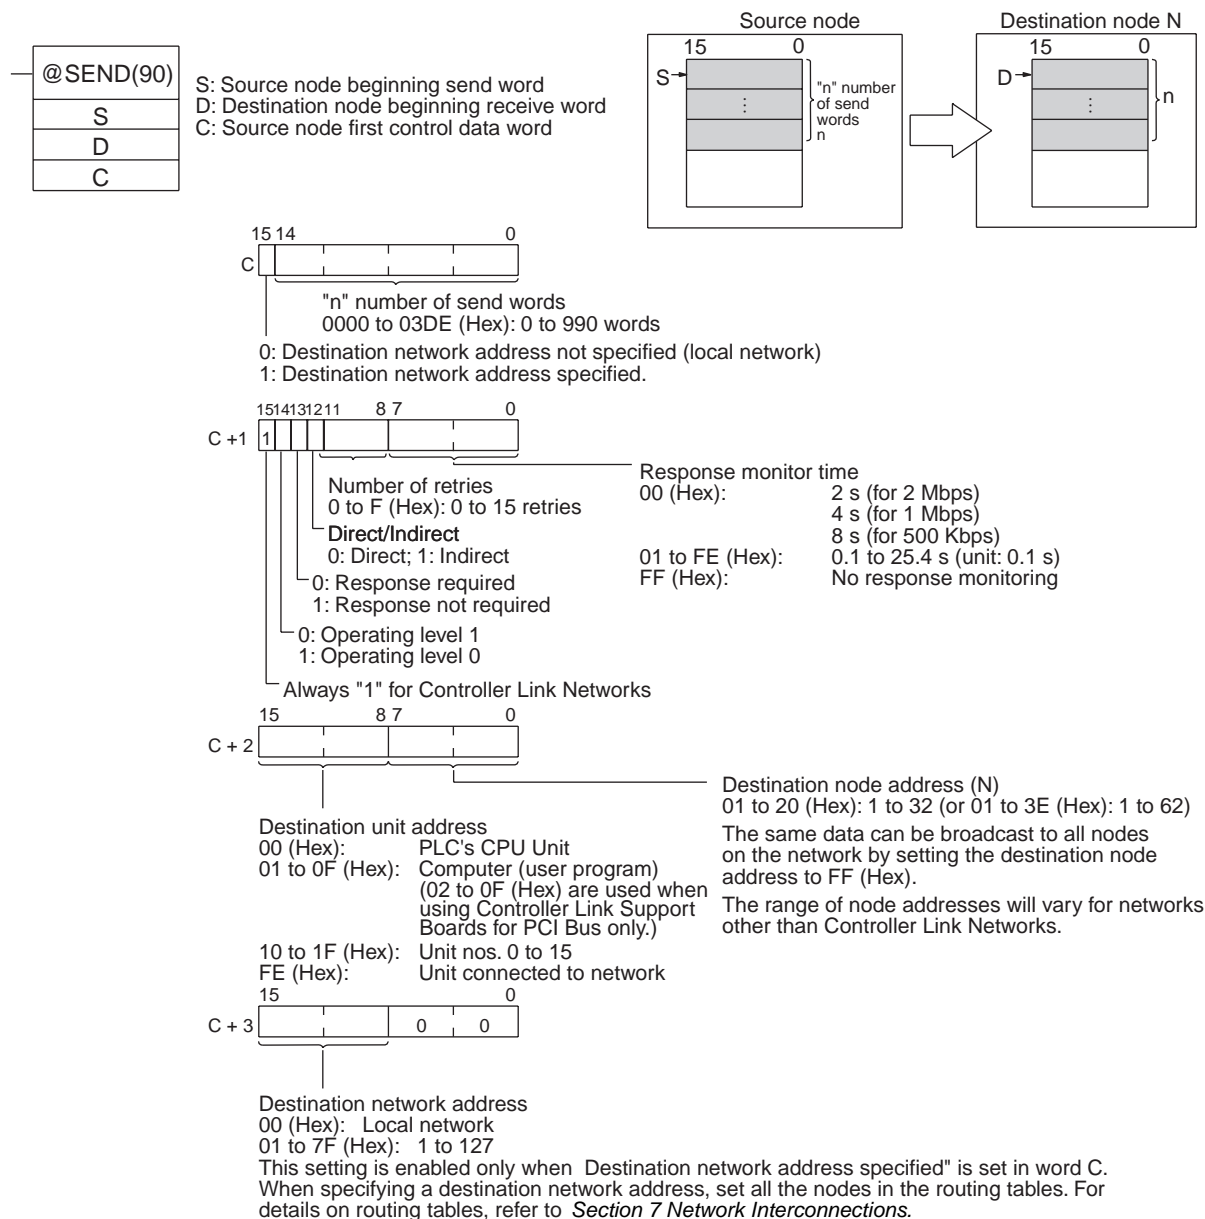 Source node
Destination node N
@SEND(90)
S
D
C
S: Source node beginning send word
D: Destination node beginning receive word
C: Source node first control data word
15 0
S
"n" number
of send
words
n
15 0
D
n
15 14 0
C
"n" number of send words
0000 to 03DE (Hex): 0 to 990 words
0: Destination network address not specified (local network)
1: Destination network address specified.
15 14 13 12 11 8 7 0
C +1 1
Number of retries
0 to F (Hex): 0 to 15 retries
Direct/Indirect
0: Direct; 1: Indirect
0: Response required
1: Response not required
0: Operating level 1
1: Operating level 0
Always "1" for Controller Link Networks
Response monitor time
00 (Hex): 2 s (for 2 Mbps)
4 s (for 1 Mbps)
8 s (for 500 Kbps)
01 to FE (Hex): 0.1 to 25.4 s (unit: 0.1 s)
FF (Hex): No response monitoring
15 8 7 0
C + 2
Destination unit address
00 (Hex): PLC's CPU Unit
01 to 0F (Hex): Computer (user program)
(02 to 0F (Hex) are used when
using Controller Link Support
Boards for PCI Bus only.)
10 to 1F (Hex): Unit nos. 0 to 15
FE (Hex): Unit connected to network
Destination node address (N)
01 to 20 (Hex): 1 to 32 (or 01 to 3E (Hex): 1 to 62)
The same data can be broadcast to all nodes
on the network by setting the destination node
address to FF (Hex).
The range of node addresses will vary for networks
other than Controller Link Networks.
15 0
C + 3 0 0
Destination network address
00 (Hex): Local network
01 to 7F (Hex): 1 to 127
This setting is enabled only when Destination network address specified" is set in word C.
When specifying a destination network address, set all the nodes in the routing tables. For
details on routing tables, refer to Section 7 Network Interconnections.